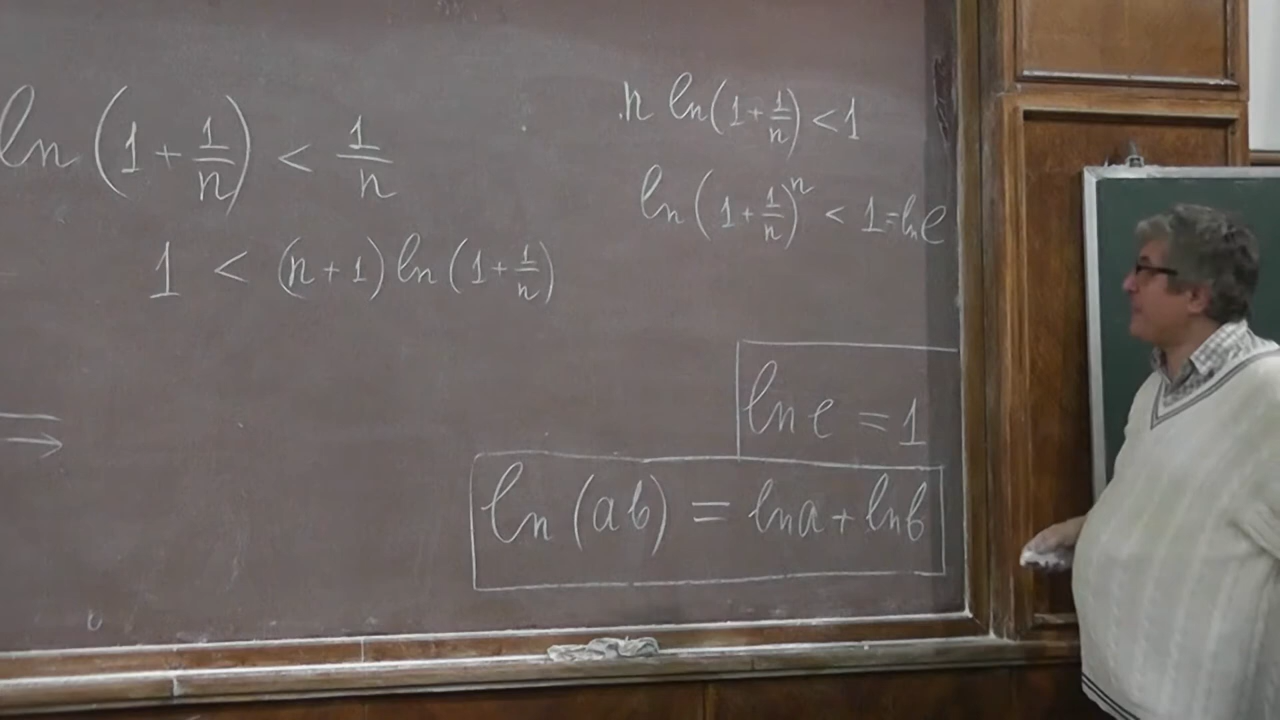 ln (1 + 1/n) < 1/n
1 < (n + 1) ln (1 + 1/n)
⇒
n ln (1 + 1/n) < 1
ln (1 + 1/n)ⁿ < 1 = ln e
ln e = 1
ln (ab) = ln a + ln b